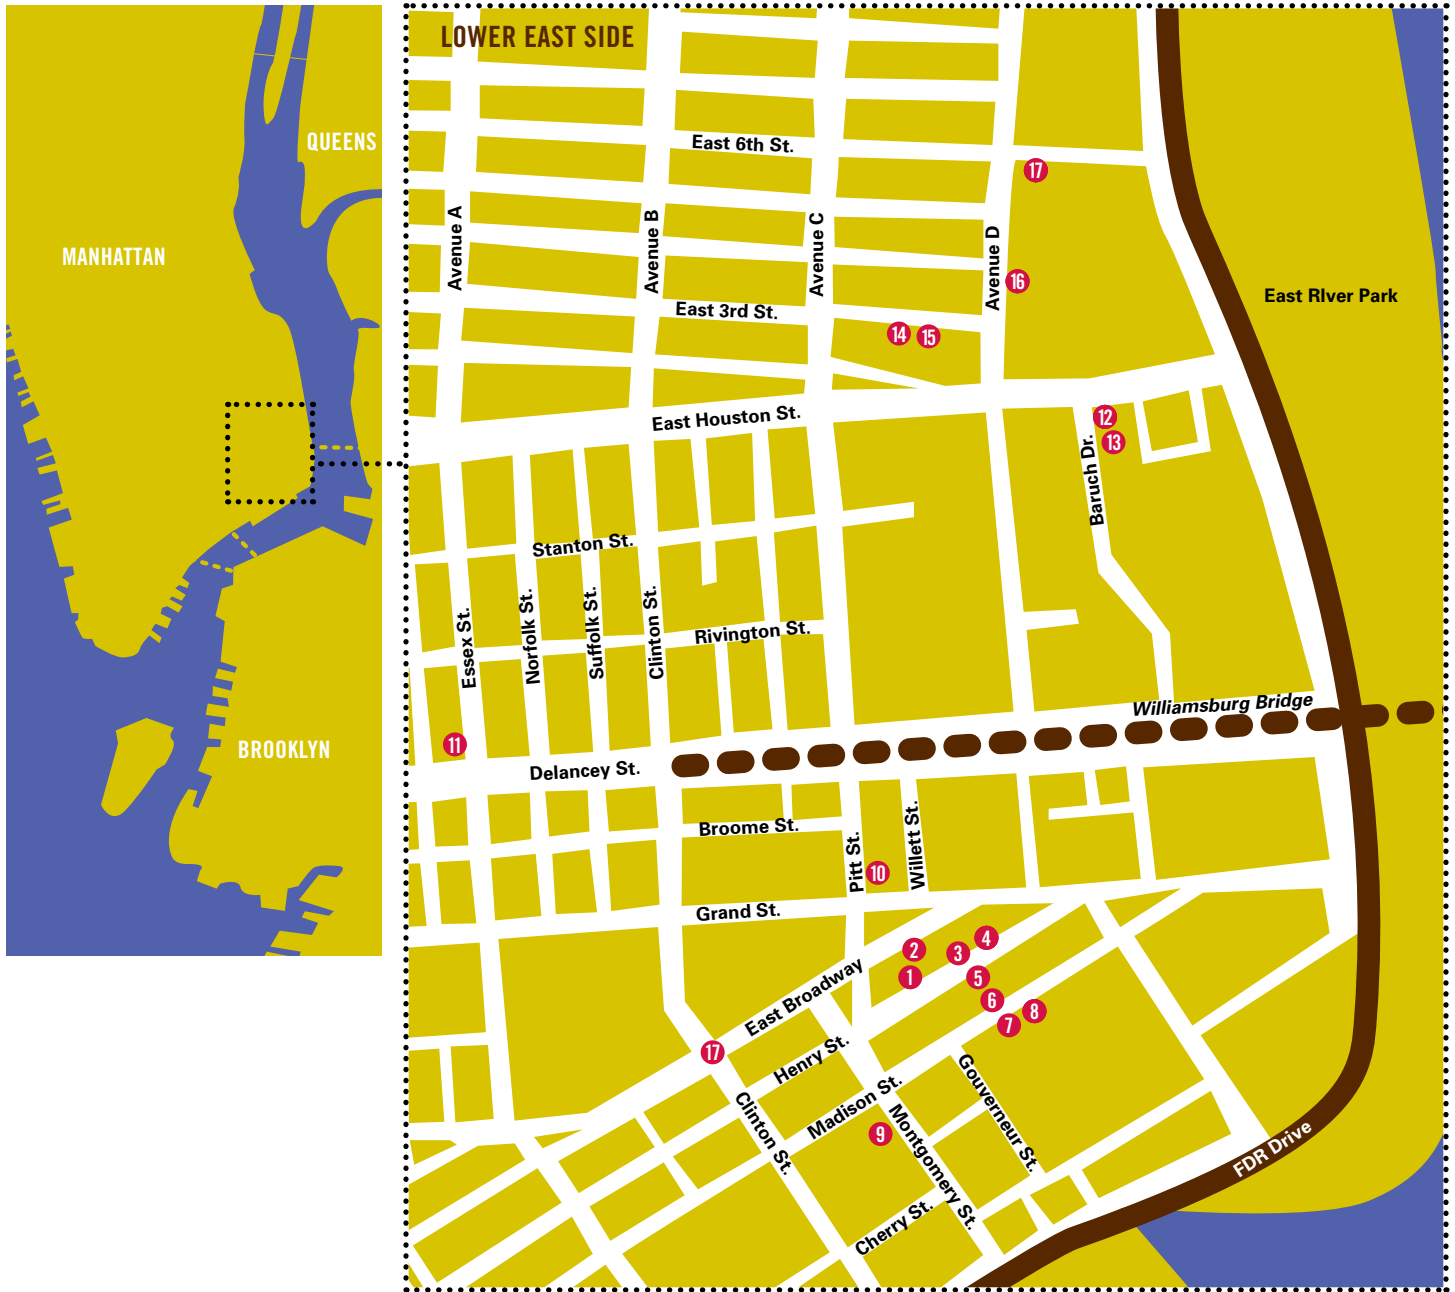 LOWER EAST SIDE
QUEENS
MANHATTAN
BROOKLYN
East 6th St.
17
Avenue A
Avenue B
Avenue C
Avenue D
16
East RIver Park
East 3rd St.
14
15
East Houston St.
12
13
Baruch Dr.
Stanton St.
Essex St.
Norfolk St.
Suffolk St.
Clinton St.
Rivington St.
Williamsburg Bridge
11
Delancey St.
Broome St.
Pitt St.
Willett St.
10
Grand St.
2
4
3
1
5
6
8
7
East Broadway
17
Henry St.
Madison St.
Gouverneur St.
Clinton St.
9
Montgomery St.
Cherry St.
FDR Drive